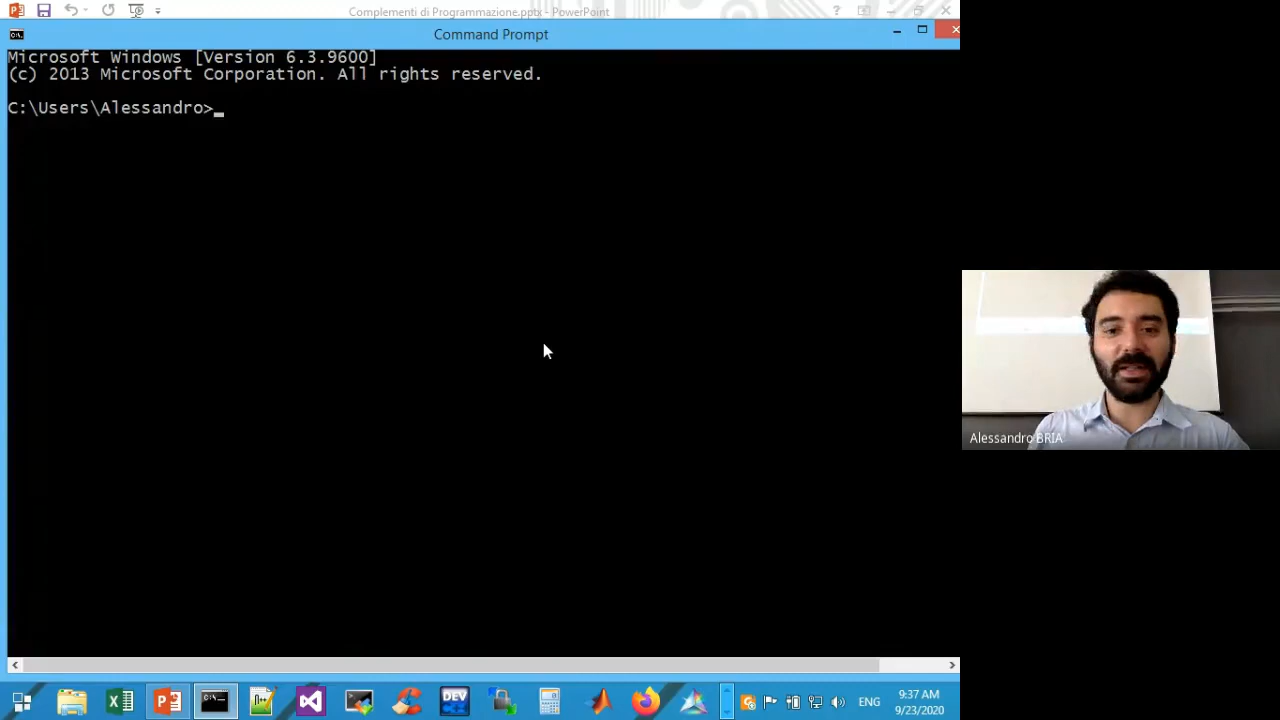 Complementi di Programmazione.pptx - PowerPoint
Command Prompt
Microsoft Windows [Version 6.3.9600]
(c) 2013 Microsoft Corporation. All rights reserved.
C:\Users\Alessandro>_
Alessandro BRIA
DEV
ENG
9:37 AM
9/23/2020